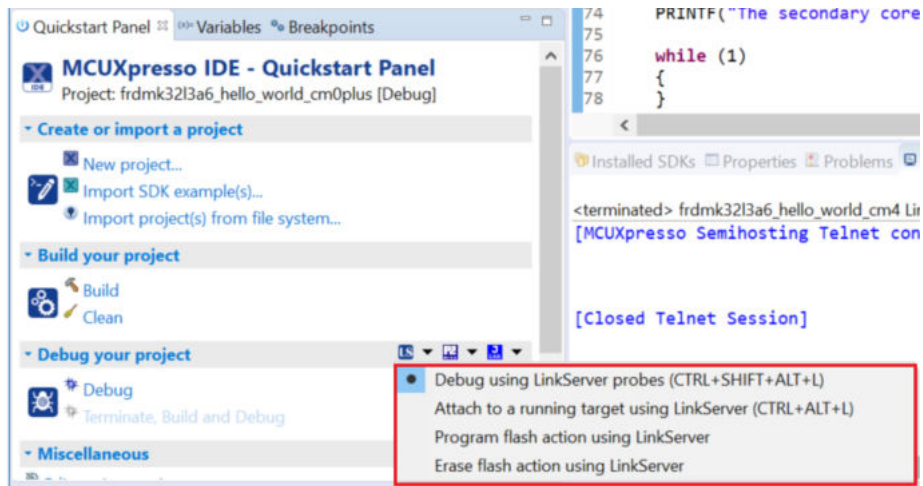 Quickstart Panel (x)= Variables Breakpoints
MCUXpresso IDE - Quickstart Panel
IDE
Project: frdmk32l3a6_hello_world_cm0plus [Debug]
Create or import a project
New project...
Import SDK example(s)...
Import project(s) from file system...
Build your project
Build
Clean
Debug your project
LS
Debug
Terminate, Build and Debug
Miscellaneous
74 PRINTF("The secondary core
75
76 while (1)
77 {
78 }
Installed SDKs Properties Problems
<terminated> frdmk32l3a6_hello_world_cm4 Lin
[MCUXpresso Semihosting Telnet con
[Closed Telnet Session]
Debug using LinkServer probes (CTRL+SHIFT+ALT+L)
Attach to a running target using LinkServer (CTRL+ALT+L)
Program flash action using LinkServer
Erase flash action using LinkServer